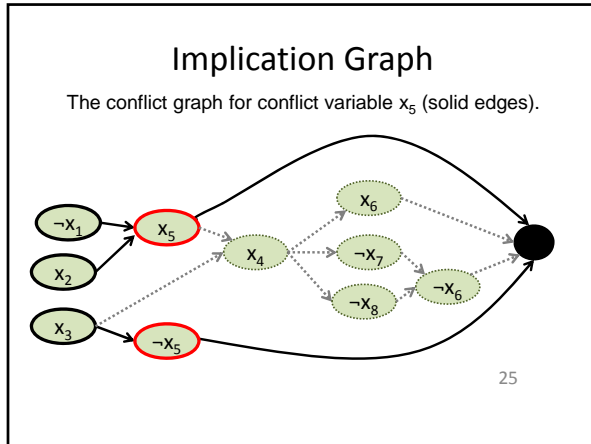 Implication Graph
The conflict graph for conflict variable x₅ (solid edges).
¬x₁
x₂
x₃
x₅
¬x₅
x₄
x₆
¬x₇
¬x₈
¬x₆
25